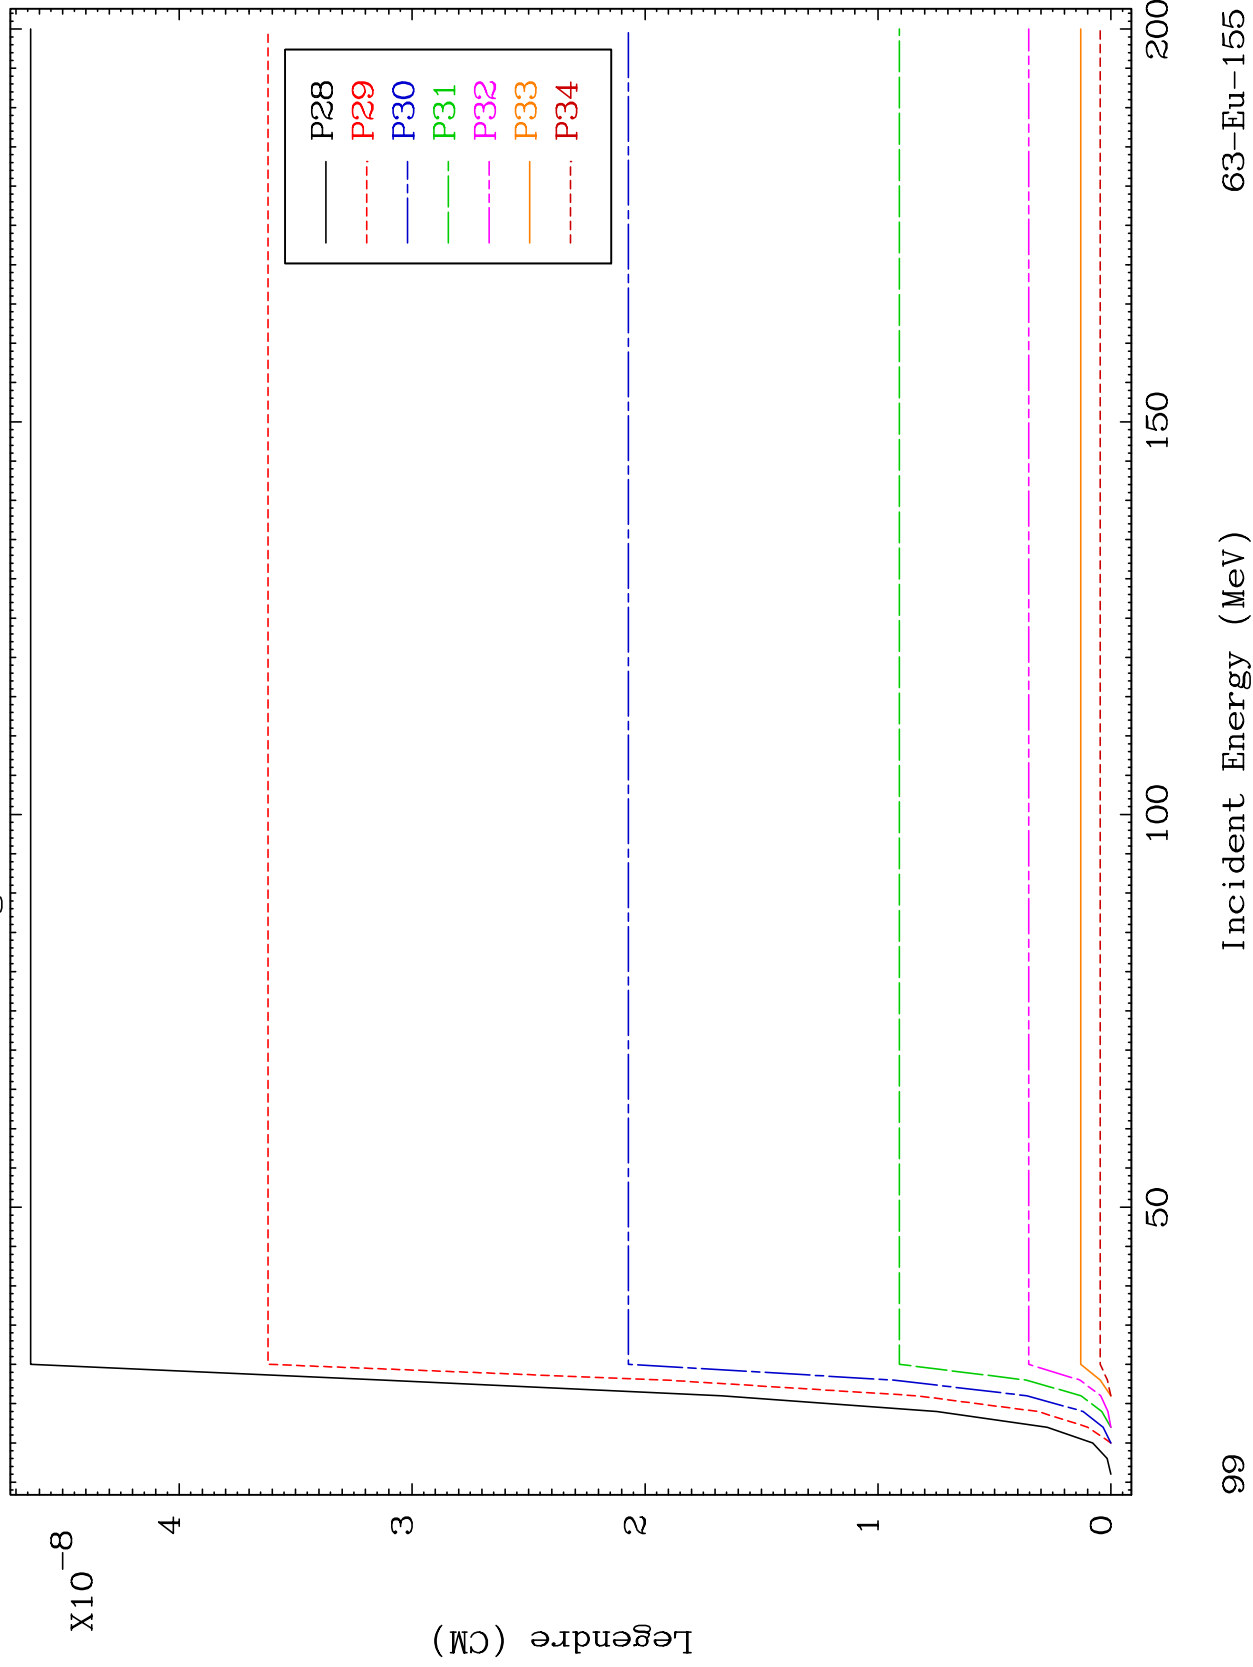 X10-8
4
3
2
1
0
Legendre (CM)
P28
P29
P30
P31
P32
P33
P34
50
100
150
200
Incident Energy (MeV)
99
63-Eu-155